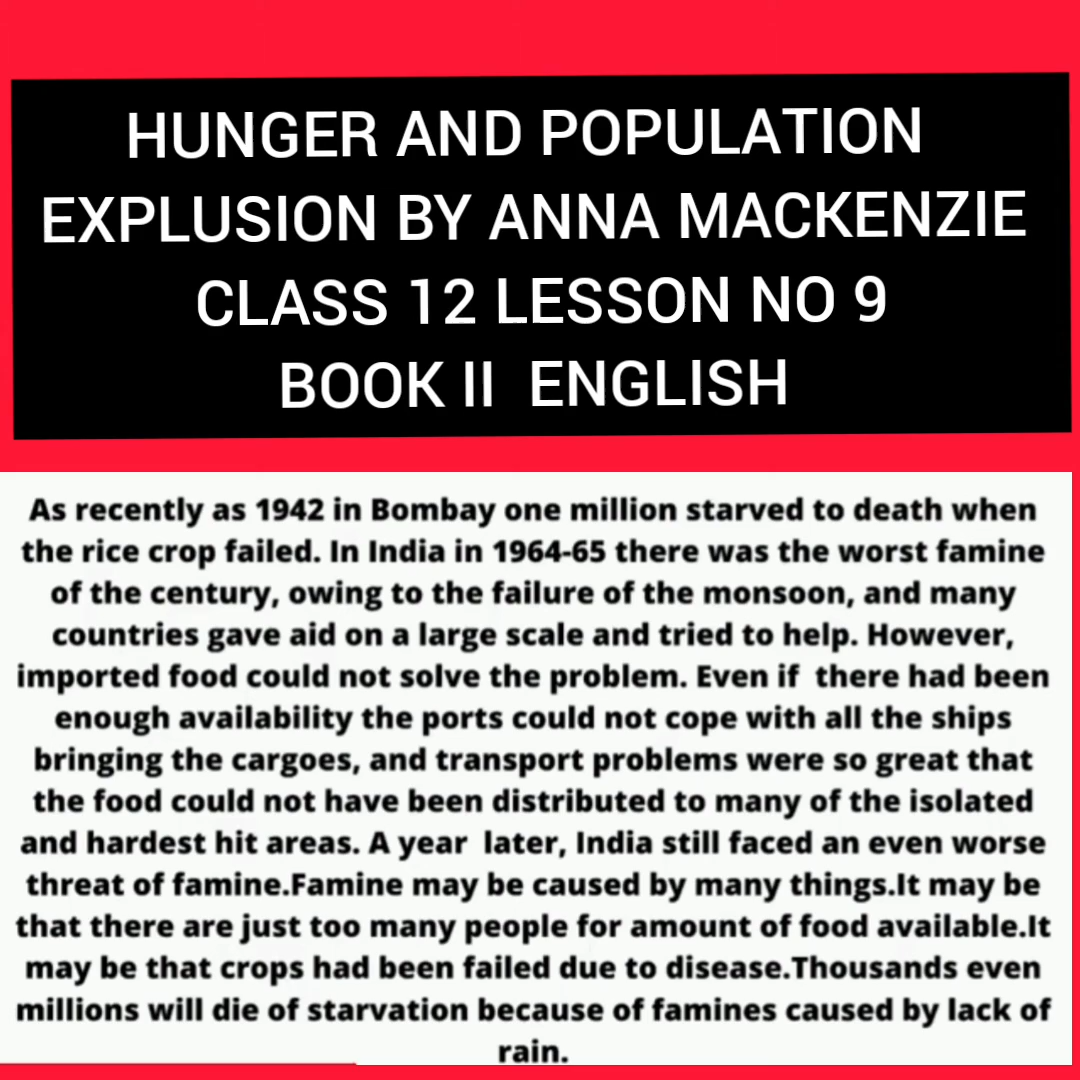 HUNGER AND POPULATION
EXPLUSION BY ANNA MACKENZIE
CLASS 12 LESSON NO 9
BOOK II ENGLISH
As recently as 1942 in Bombay one million starved to death when
the rice crop failed. In India in 1964-65 there was the worst famine
of the century, owing to the failure of the monsoon, and many
countries gave aid on a large scale and tried to help. However,
imported food could not solve the problem. Even if there had been
enough availability the ports could not cope with all the ships
bringing the cargoes, and transport problems were so great that
the food could not have been distributed to many of the isolated
and hardest hit areas. A year later, India still faced an even worse
threat of famine.Famine may be caused by many things.It may be
that there are just too many people for amount of food available.It
may be that crops had been failed due to disease.Thousands even
millions will die of starvation because of famines caused by lack of
rain.